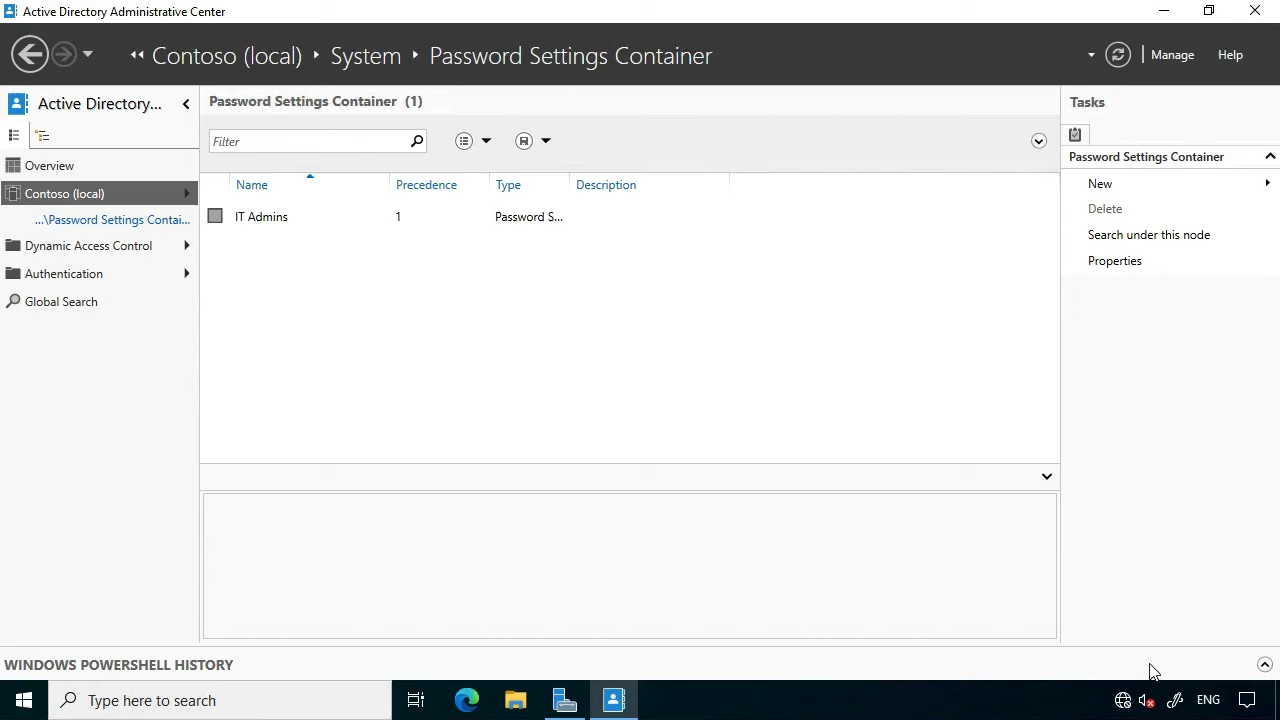 Active Directory Administrative Center
Contoso (local) System Password Settings Container
Manage
Help
Active Directory...
Overview
Contoso (local)
...\Password Settings Contai...
Dynamic Access Control
Authentication
Global Search
Password Settings Container (1)
Filter
Name Precedence Type Description
IT Admins 1 Password S...
Tasks
Password Settings Container
New
Delete
Search under this node
Properties
WINDOWS POWERSHELL HISTORY
Type here to search
ENG